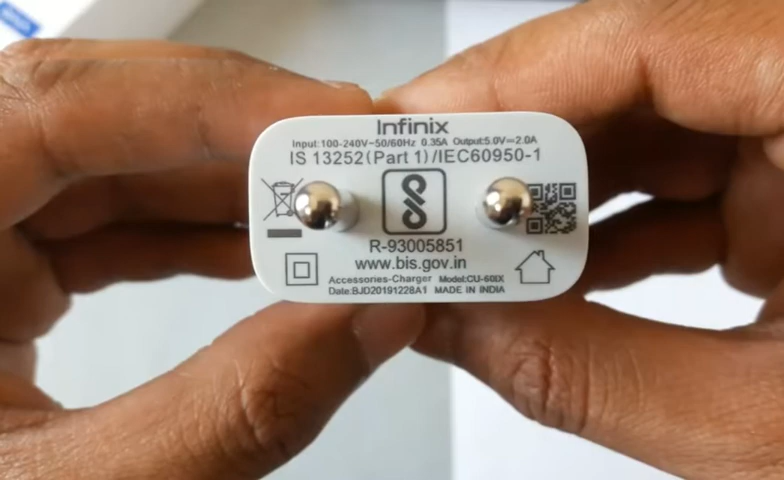 Infinix
Input:100-240V~50/60Hz 0.35A Output:5.0V⎓2.0A
IS 13252(Part 1)/IEC60950-1
R-93005851
www.bis.gov.in
Accessories-Charger Model:CU-60IX
Date:BJD20191228A1 MADE IN INDIA